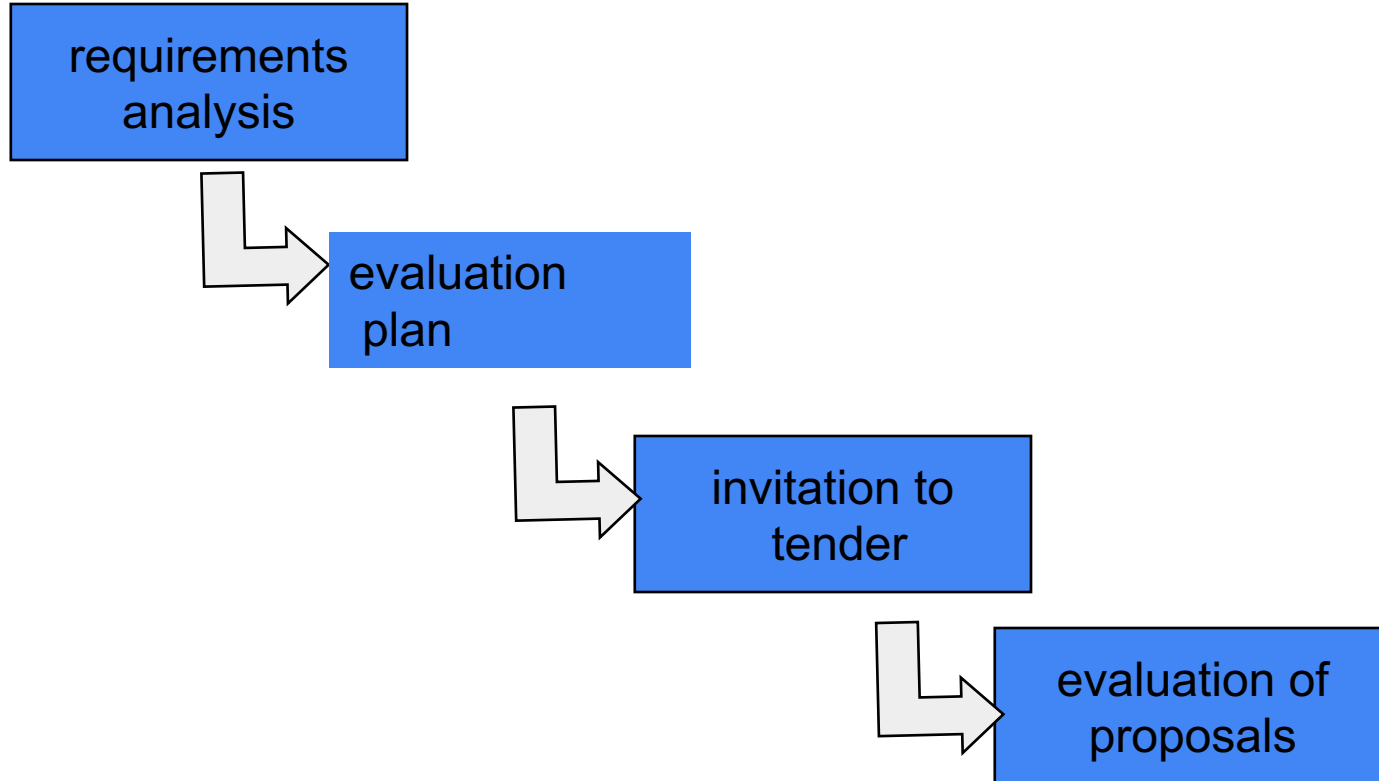 requirements
analysis
evaluation
plan
invitation to
tender
evaluation of
proposals